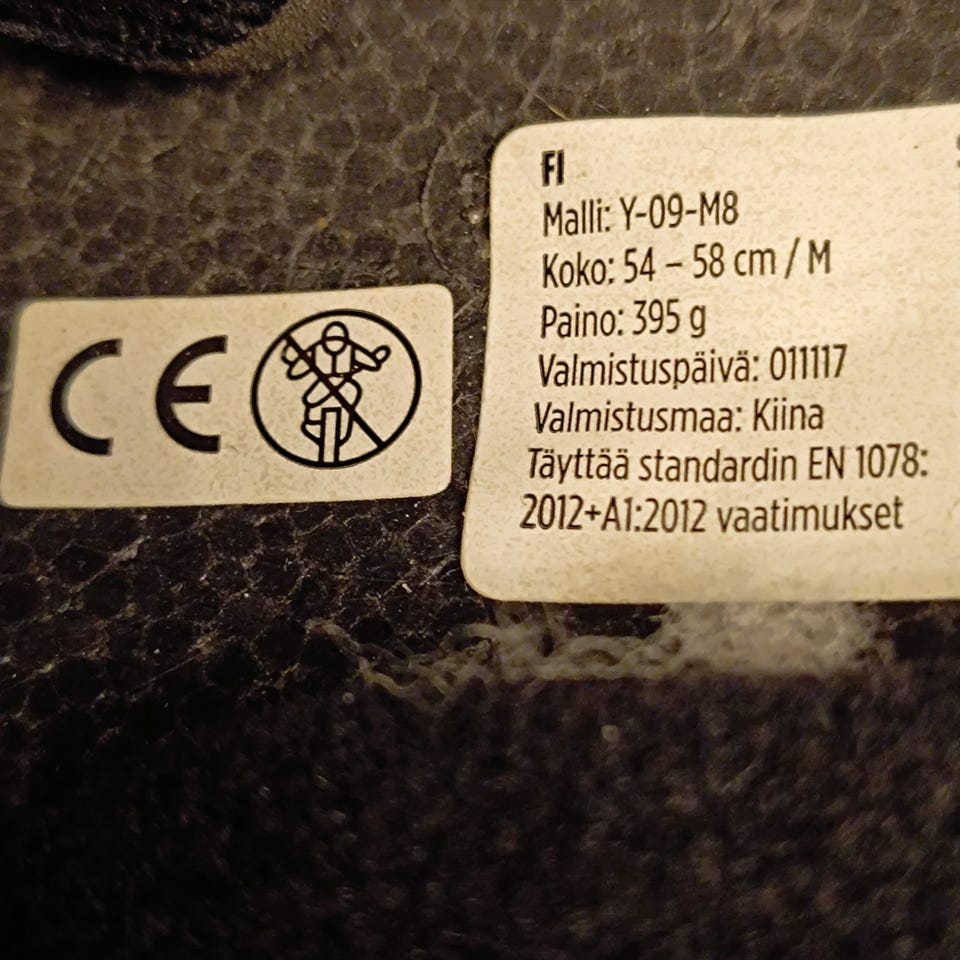 CE
FI
Malli: Y-09-M8
Koko: 54 – 58 cm / M
Paino: 395 g
Valmistuspäivä: 011117
Valmistusmaa: Kiina
Täyttää standardin EN 1078:
2012+A1:2012 vaatimukset